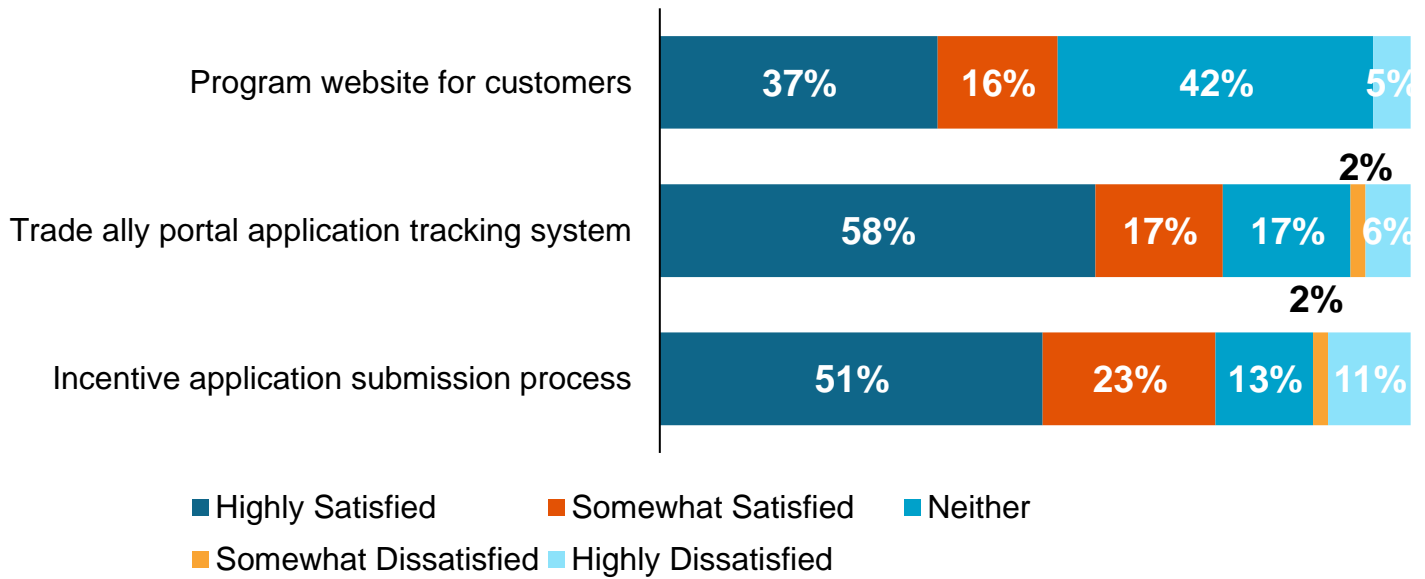 Program website for customers
37% 16% 42% 5%
2%
Trade ally portal application tracking system
58% 17% 17% 6%
2%
Incentive application submission process
51% 23% 13% 11%
Highly Satisfied Somewhat Satisfied Neither
Somewhat Dissatisfied Highly Dissatisfied